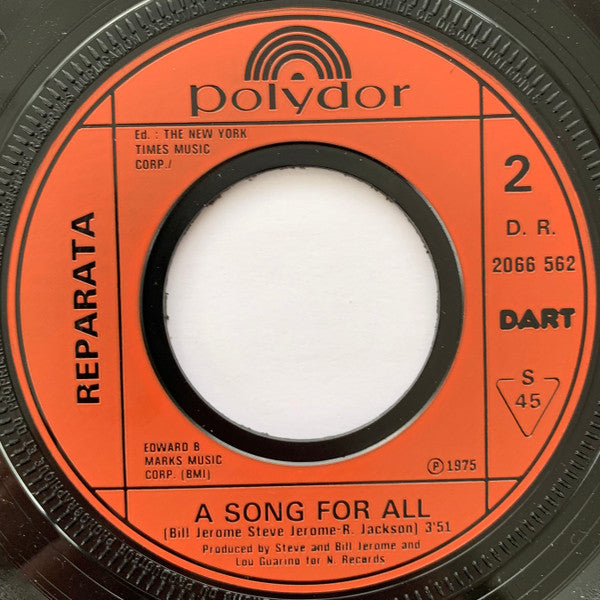 polydor
Ed. : THE NEW YORK
TIMES MUSIC
CORP./
2
D. R.
2066 562
DART
S
45
REPARATA
EDWARD B
MARKS MUSIC
CORP. (BMI)
℗ 1975
A SONG FOR ALL
(Bill Jerome Steve Jerome-R. Jackson) 3'51
Produced by Steve and Bill Jerome and
Lou Guarino for N. Records